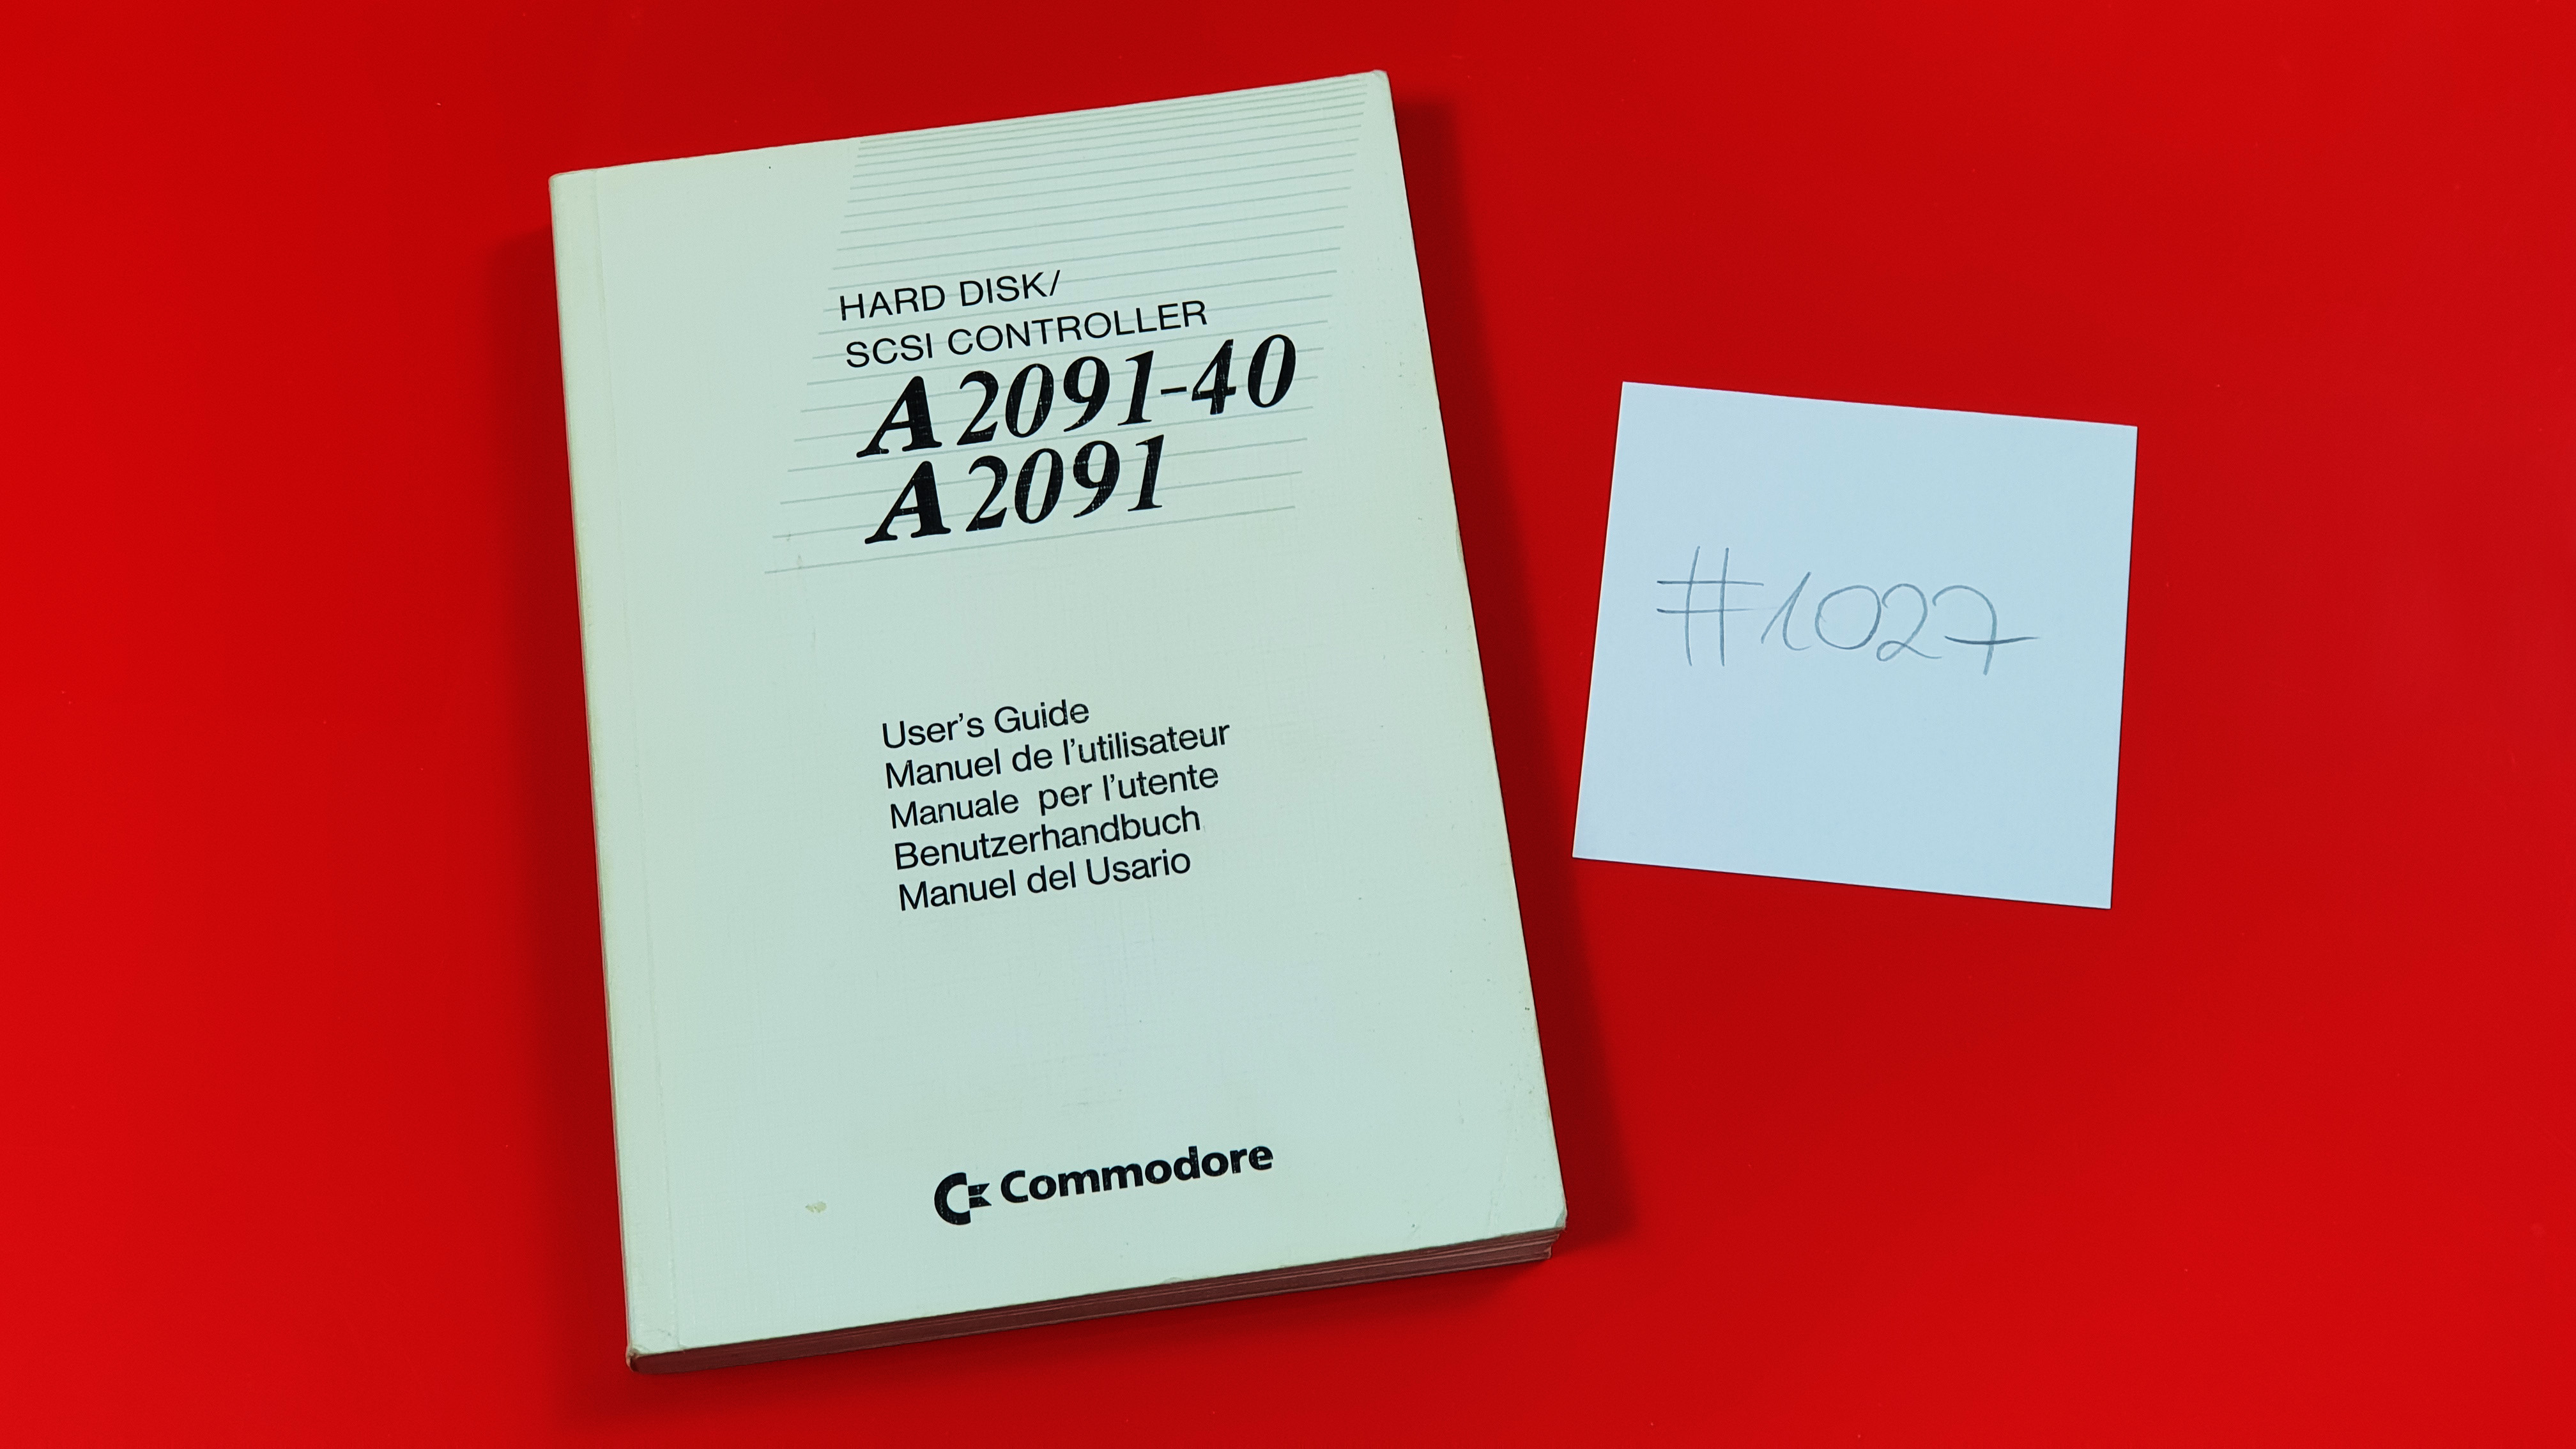 HARD DISK/
SCSI CONTROLLER
A2091-40
A2091
User's Guide
Manuel de l'utilisateur
Manuale per l'utente
Benutzerhandbuch
Manuel del Usario
Commodore
#1027